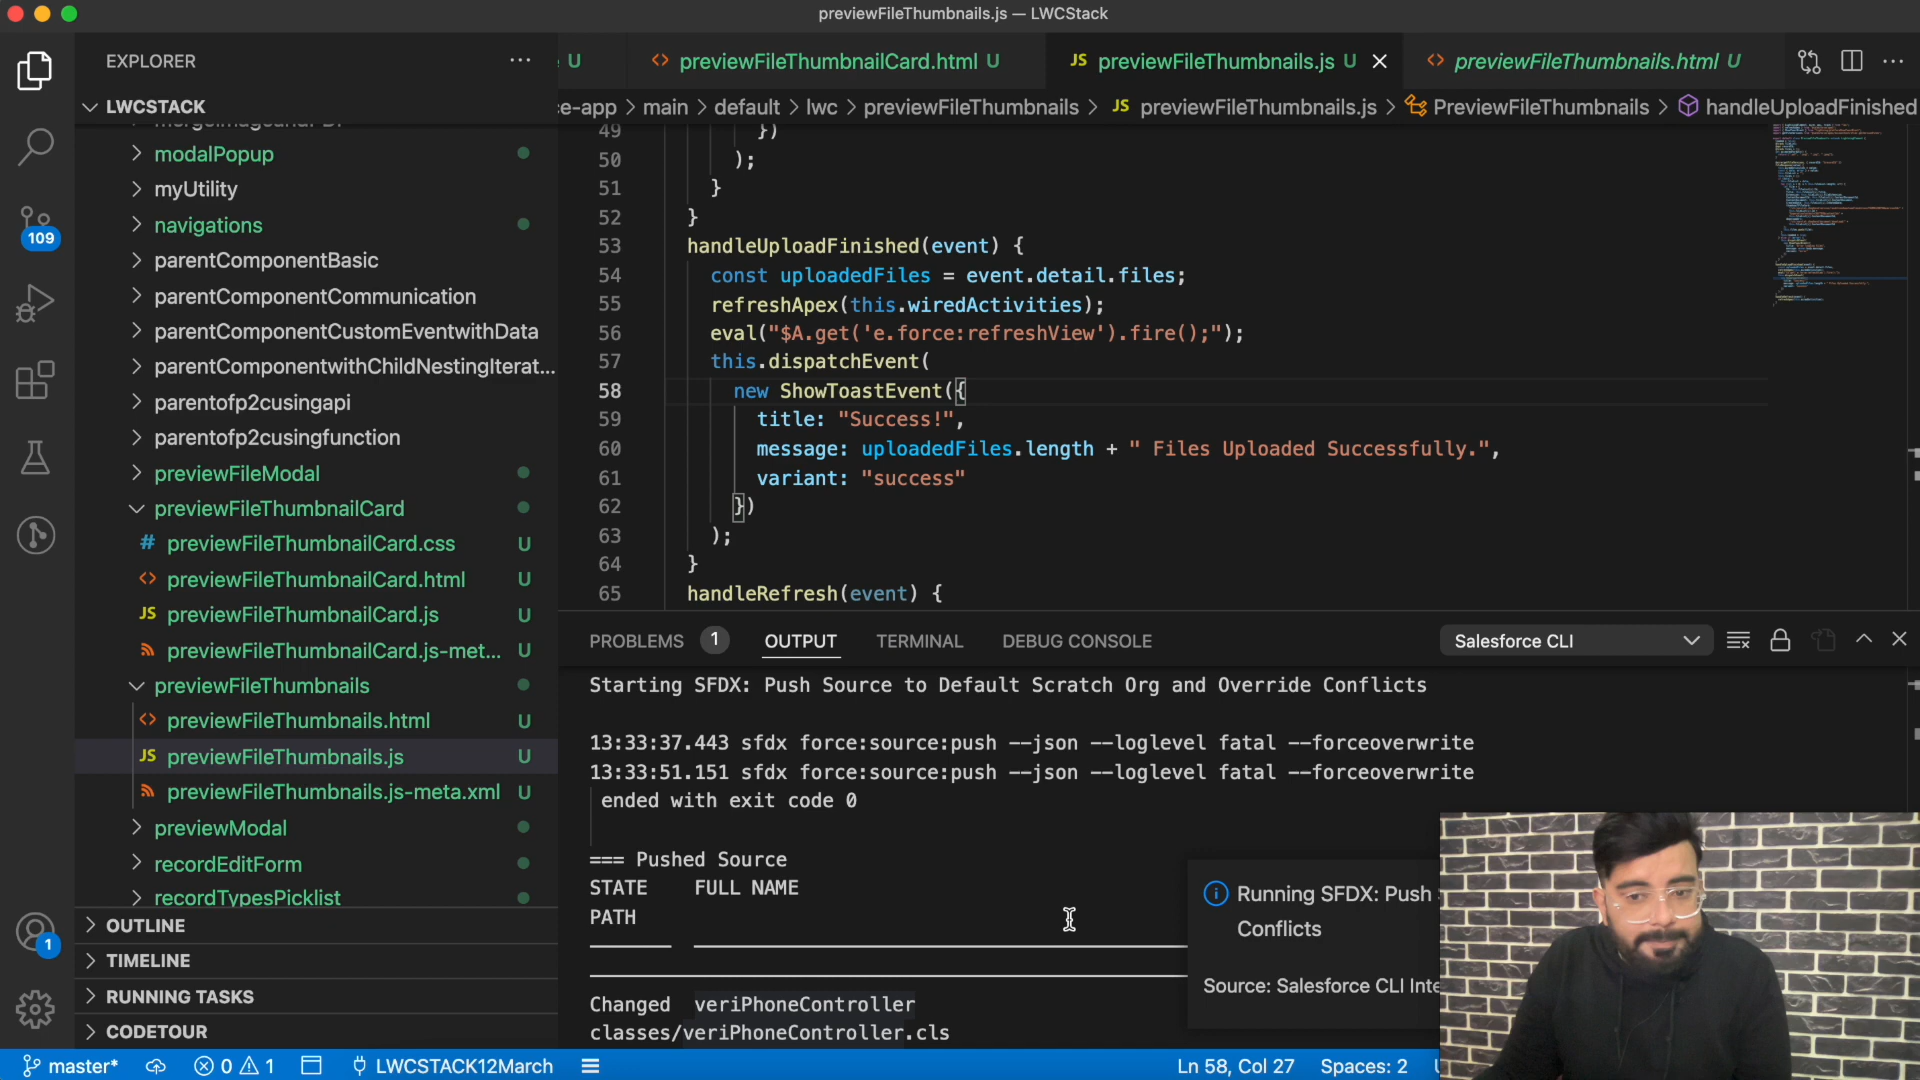 previewFileThumbnails.js — LWCStack
EXPLORER
U
previewFileThumbnailCard.html U
JS previewFileThumbnails.js U
previewFileThumbnails.html U
LWCSTACK
ce-app > main > default > lwc > previewFileThumbnails > JS previewFileThumbnails.js > PreviewFileThumbnails > handleUploadFinished
modalPopup
myUtility
navigations
parentComponentBasic
parentComponentCommunication
parentComponentCustomEventwithData
parentComponentwithChildNestingIterat...
parentofp2cusingapi
parentofp2cusingfunction
previewFileModal
previewFileThumbnailCard
# previewFileThumbnailCard.css U
previewFileThumbnailCard.html U
JS previewFileThumbnailCard.js U
previewFileThumbnailCard.js-met... U
previewFileThumbnails
previewFileThumbnails.html U
JS previewFileThumbnails.js U
previewFileThumbnails.js-meta.xml U
previewModal
recordEditForm
recordTypesPicklist
OUTLINE
TIMELINE
RUNNING TASKS
CODETOUR
109
1
49 })
50 );
51 }
52 }
53 handleUploadFinished(event) {
54 const uploadedFiles = event.detail.files;
55 refreshApex(this.wiredActivities);
56 eval("$A.get('e.force:refreshView').fire();");
57 this.dispatchEvent(
58 new ShowToastEvent({
59 title: "Success!",
60 message: uploadedFiles.length + " Files Uploaded Successfully.",
61 variant: "success"
62 })
63 );
64 }
65 handleRefresh(event) {
PROBLEMS 1 OUTPUT TERMINAL DEBUG CONSOLE Salesforce CLI
Starting SFDX: Push Source to Default Scratch Org and Override Conflicts
13:33:37.443 sfdx force:source:push --json --loglevel fatal --forceoverwrite
13:33:51.151 sfdx force:source:push --json --loglevel fatal --forceoverwrite
ended with exit code 0
=== Pushed Source
STATE FULL NAME
PATH
Changed veriPhoneController
classes/veriPhoneController.cls
Running SFDX: Push
Conflicts
Source: Salesforce CLI Inte
master* 0 1 LWCSTACK12March Ln 58, Col 27 Spaces: 2